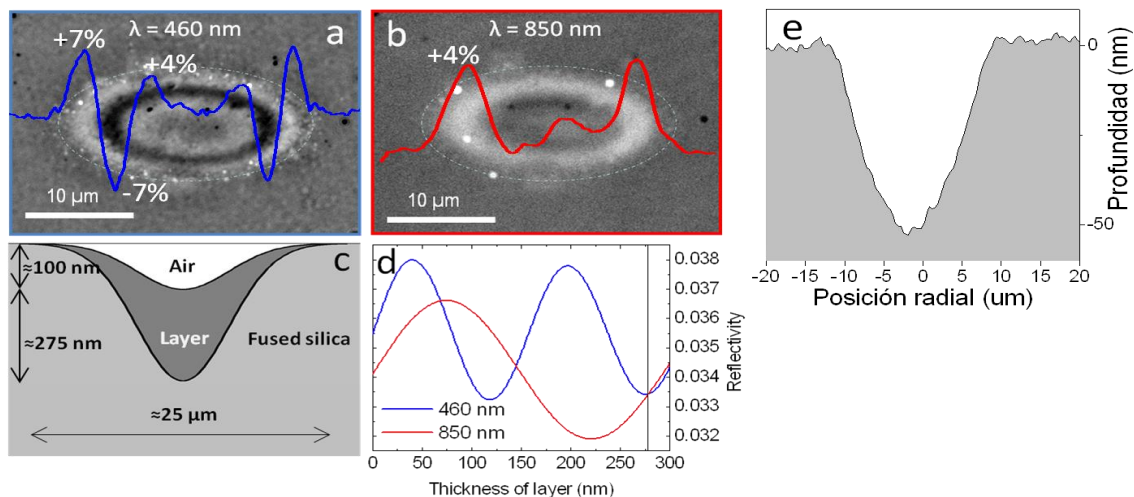 a
λ = 460 nm
+7%
+4%
-7%
10 µm
b
λ = 850 nm
+4%
10 µm
c
≈100 nm
Air
≈275 nm
Layer
Fused silica
≈25 µm
d
0.038
0.037
0.036
0.035
0.034
0.033
0.032
Reflectivity
460 nm
850 nm
0 50 100 150 200 250 300
Thickness of layer (nm)
e
0
-50
Profundidad (nm)
-20 -15 -10 -5 0 5 10 15 20
Posición radial (um)